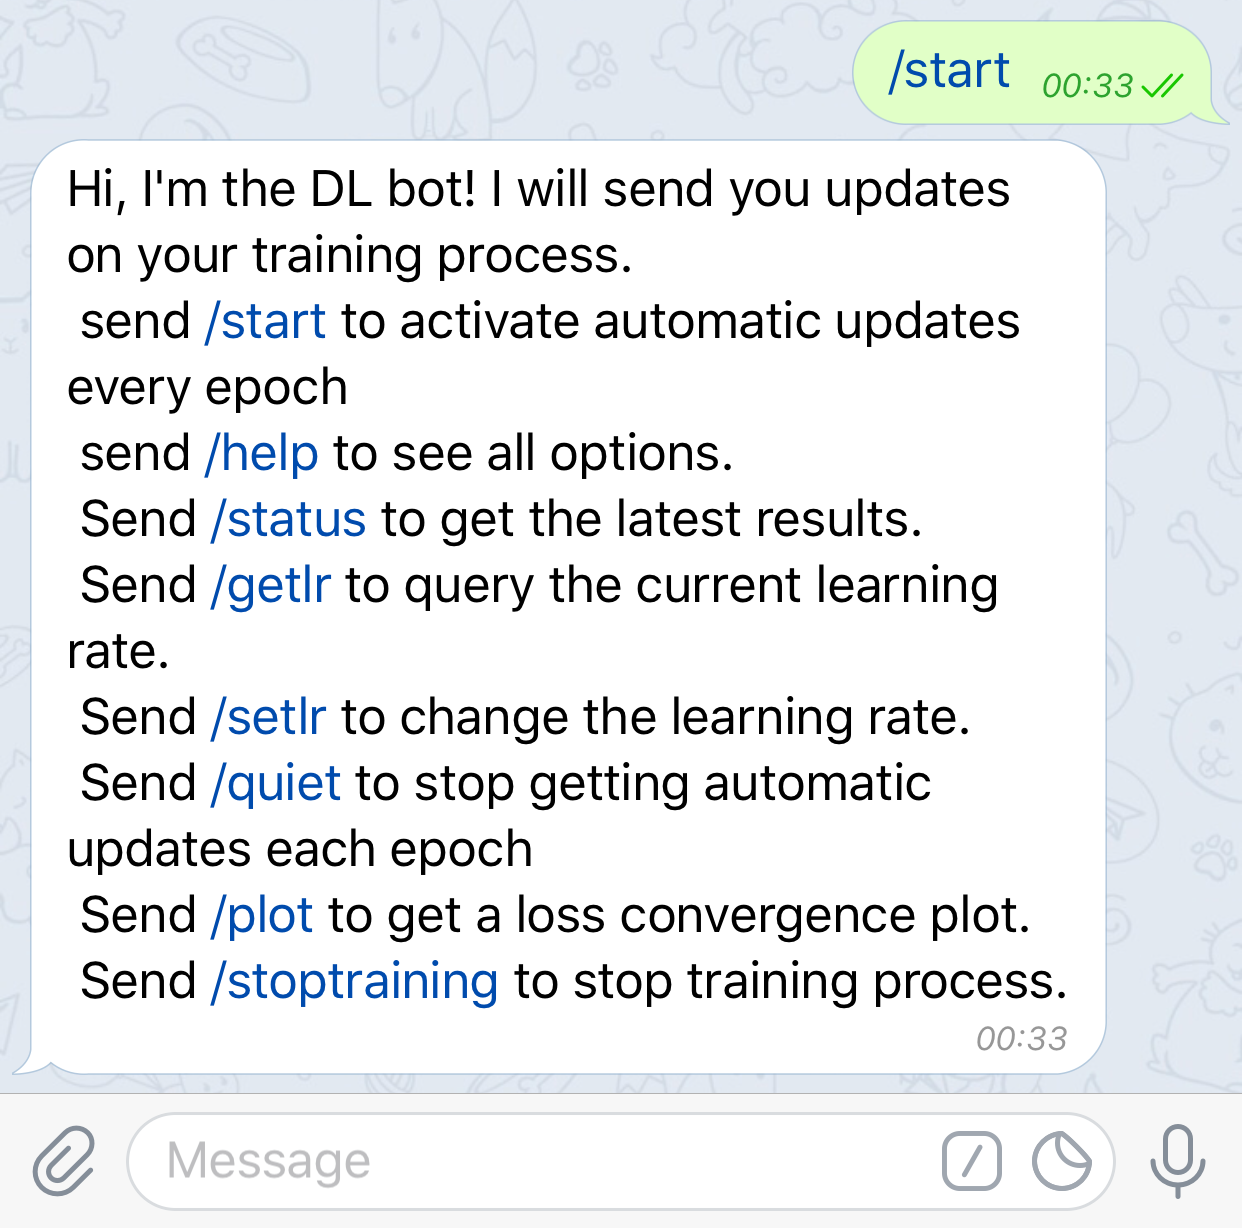 /start 00:33
Hi, I'm the DL bot! I will send you updates
on your training process.
send /start to activate automatic updates
every epoch
send /help to see all options.
Send /status to get the latest results.
Send /getlr to query the current learning
rate.
Send /setlr to change the learning rate.
Send /quiet to stop getting automatic
updates each epoch
Send /plot to get a loss convergence plot.
Send /stoptraining to stop training process.
00:33
Message